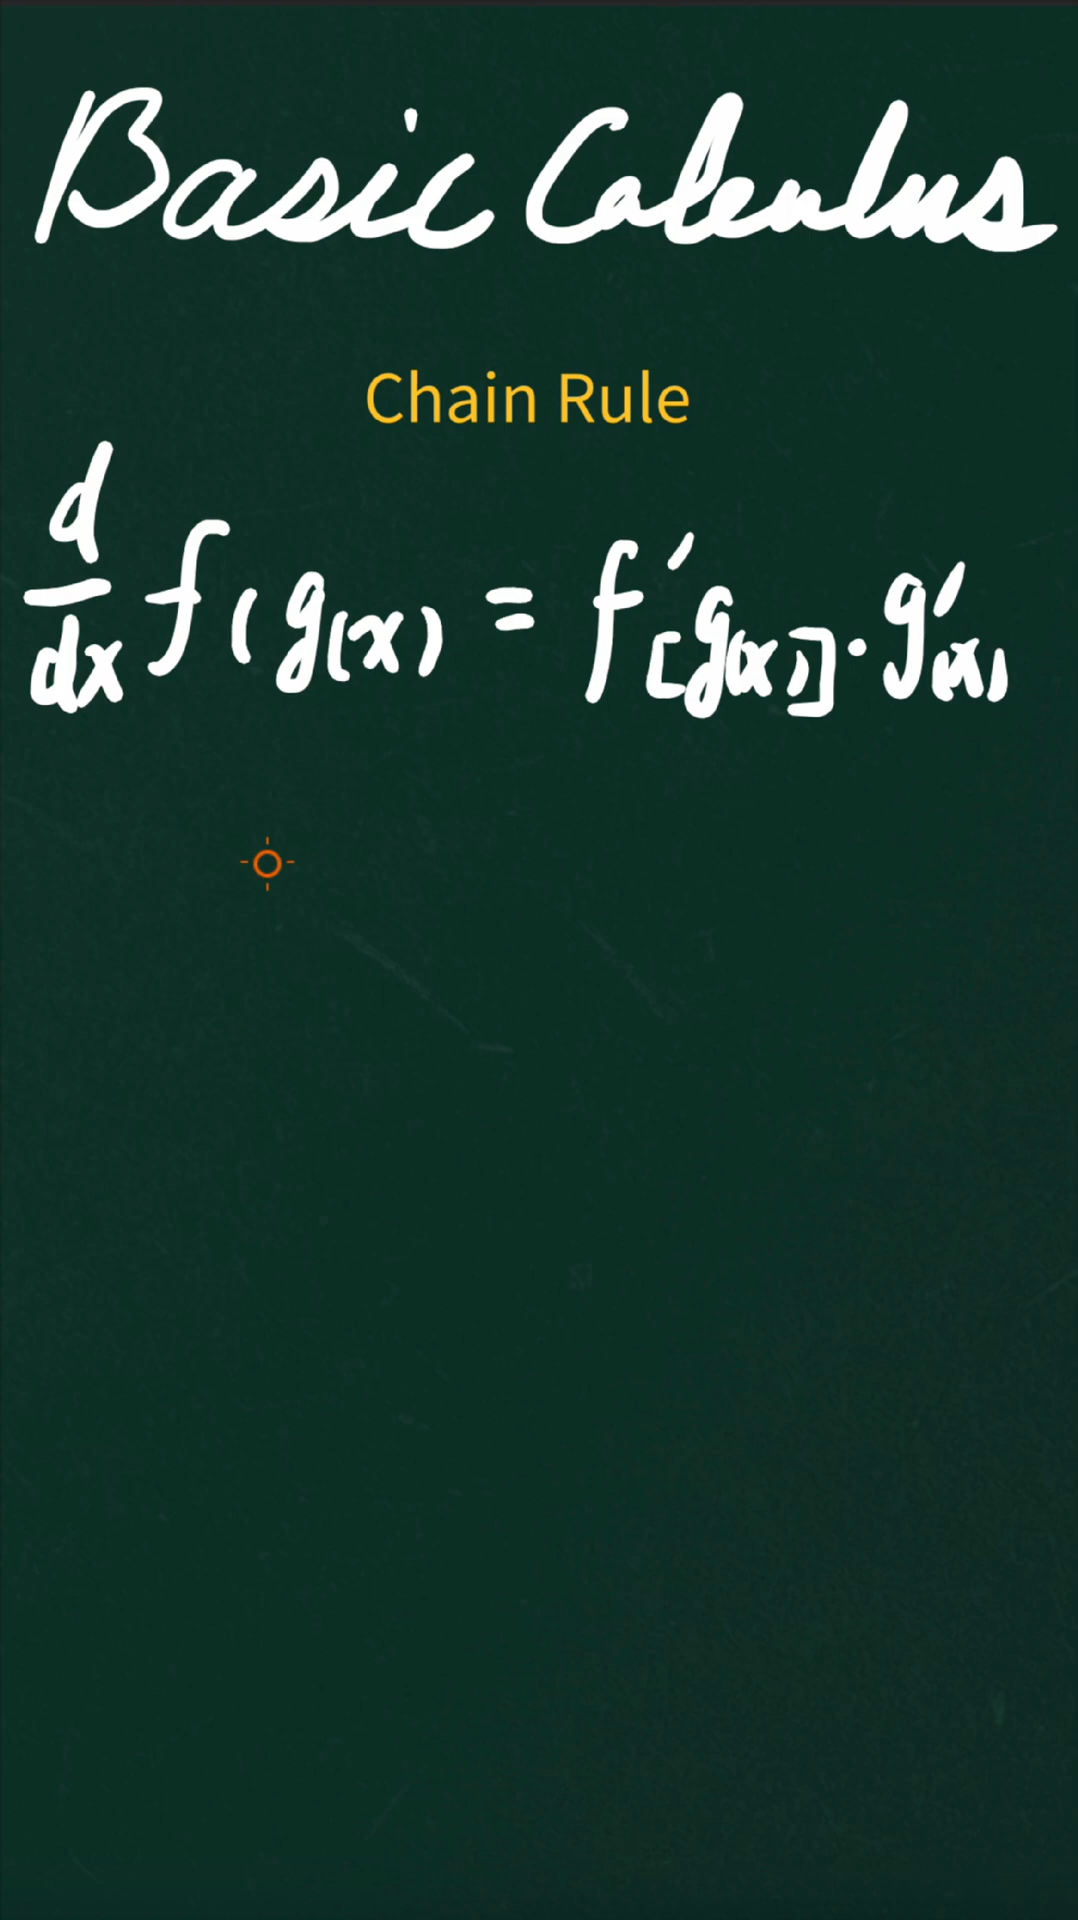 Basic Calculus
Chain Rule
d/dx f(g(x) = f'[g(x)]·g'(x)